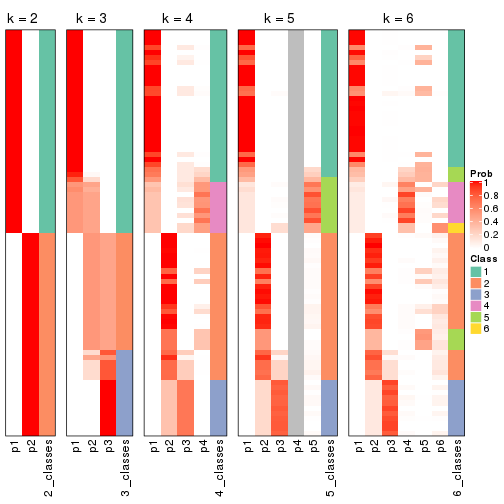 k = 2
k = 3
k = 4
k = 5
k = 6
p1
p2
2_classes
p1
p2
p3
3_classes
p1
p2
p3
p4
4_classes
p1
p2
p3
p4
p5
5_classes
p1
p2
p3
p4
p5
p6
6_classes
Prob
1
0.8
0.6
0.4
0.2
0
Class
1
2
3
4
5
6